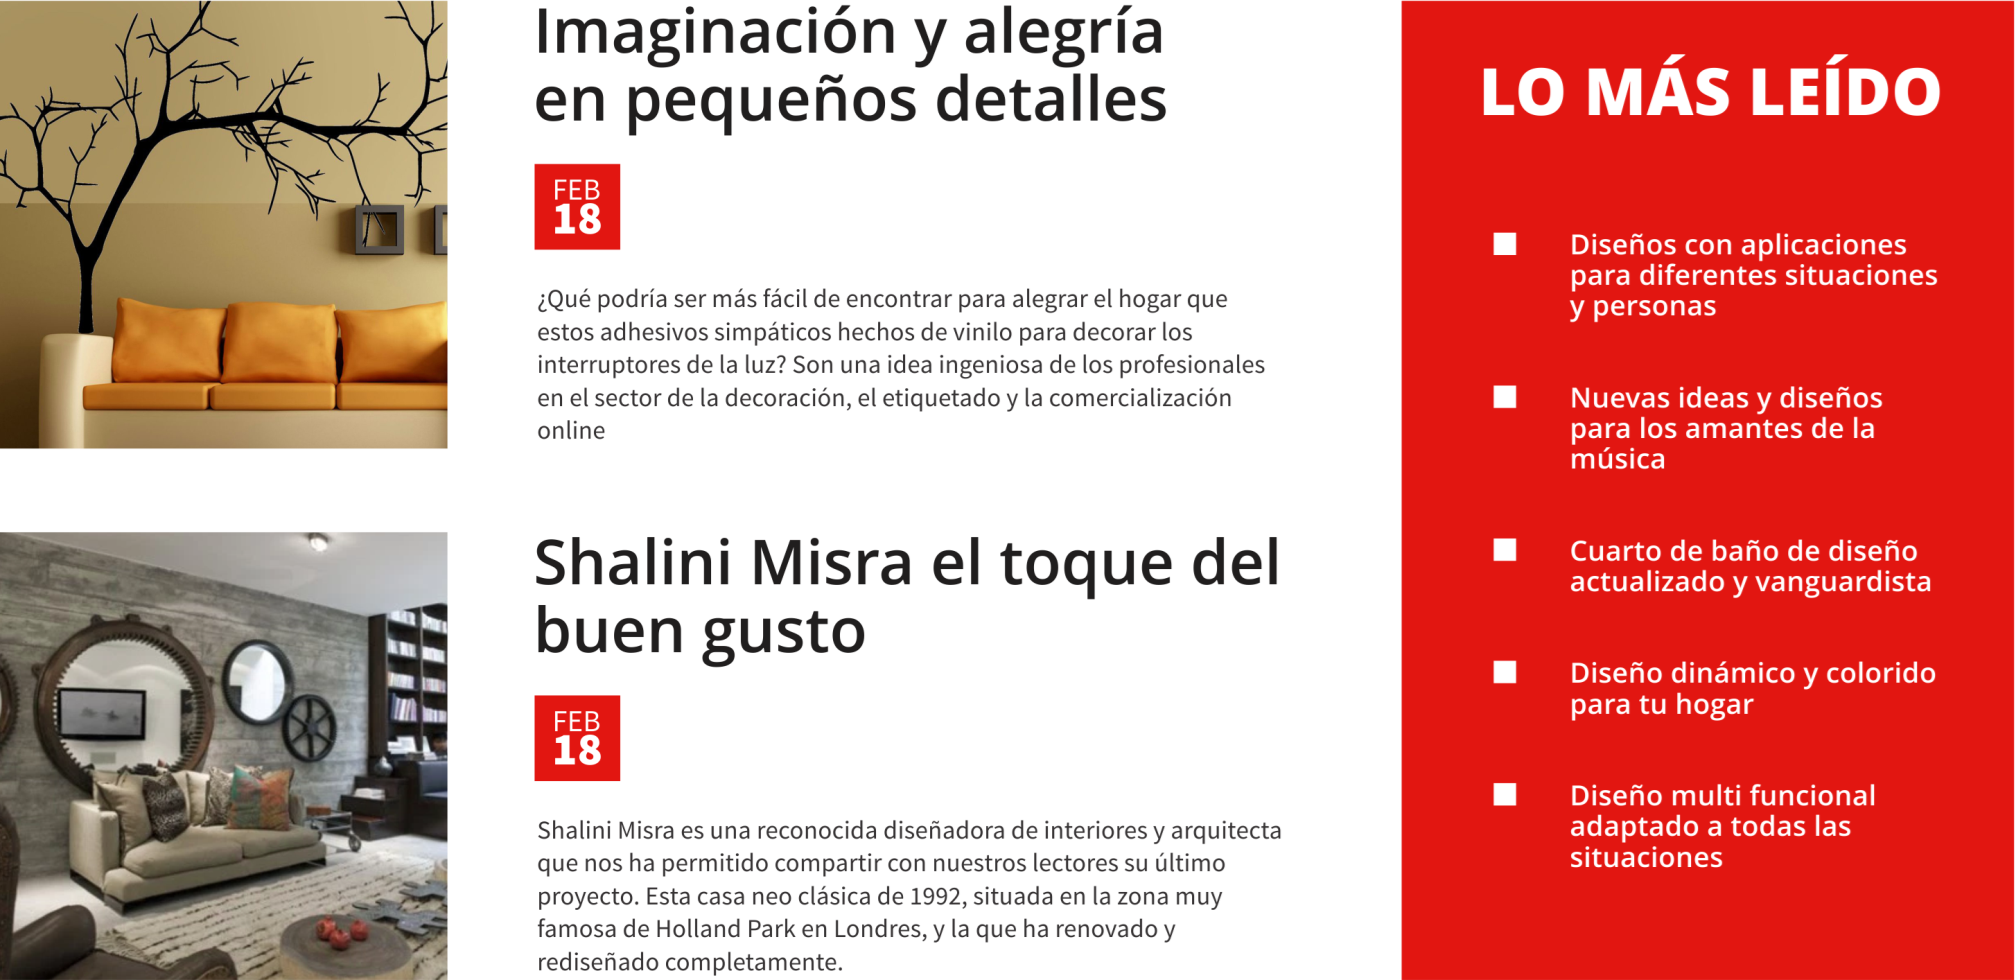 Imaginación y alegría
en pequeños detalles
FEB
18
¿Qué podría ser más fácil de encontrar para alegrar el hogar que
estos adhesivos simpáticos hechos de vinilo para decorar los
interruptores de la luz? Son una idea ingeniosa de los profesionales
en el sector de la decoración, el etiquetado y la comercialización
online
Shalini Misra el toque del
buen gusto
FEB
18
Shalini Misra es una reconocida diseñadora de interiores y arquitecta
que nos ha permitido compartir con nuestros lectores su último
proyecto. Esta casa neo clásica de 1992, situada en la zona muy
famosa de Holland Park en Londres, y la que ha renovado y
rediseñado completamente.
LO MÁS LEÍDO
Diseños con aplicaciones
para diferentes situaciones
y personas
Nuevas ideas y diseños
para los amantes de la
música
Cuarto de baño de diseño
actualizado y vanguardista
Diseño dinámico y colorido
para tu hogar
Diseño multi funcional
adaptado a todas las
situaciones